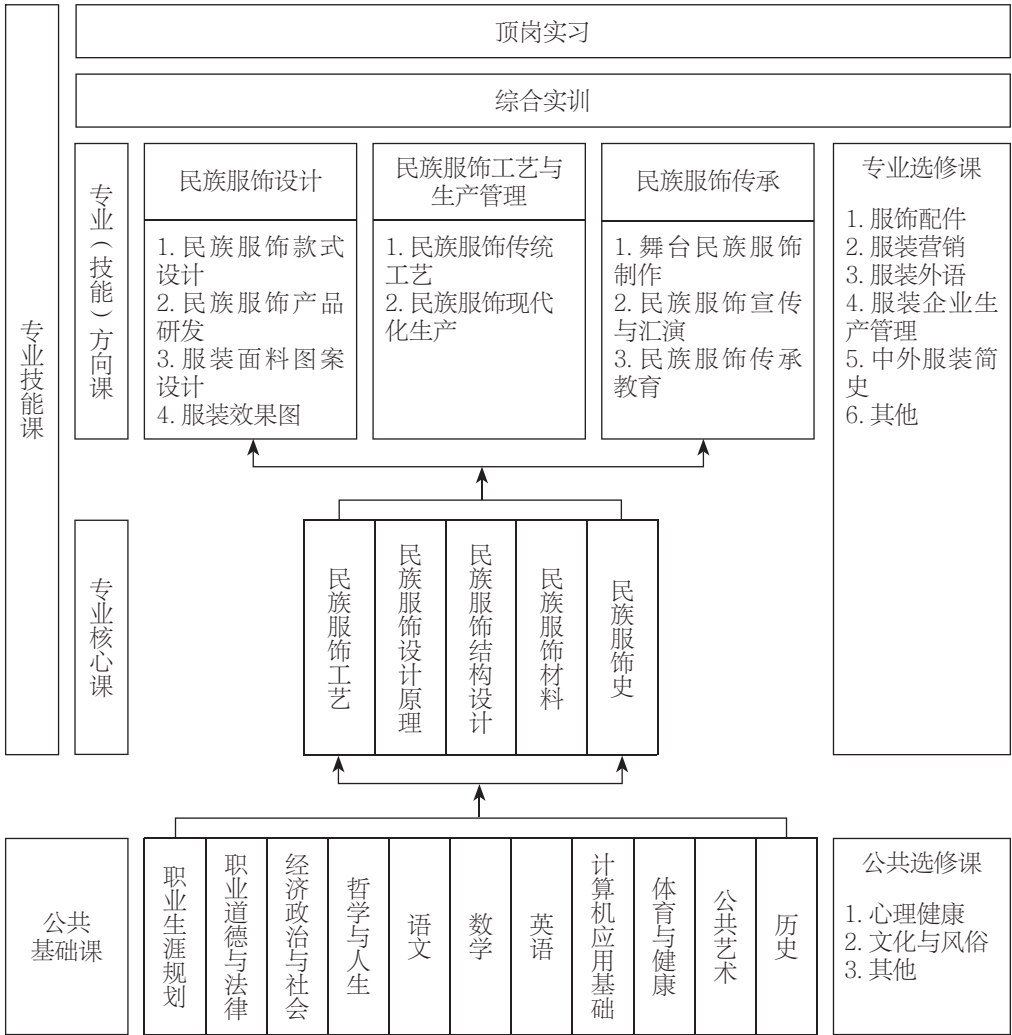 顶岗实习
综合实训
专业技能课
专业（技能）方向课
民族服饰设计
1. 民族服饰款式
设计
2. 民族服饰产品
研发
3. 服装面料图案
设计
4. 服装效果图
民族服饰工艺与
生产管理
1. 民族服饰传统
工艺
2. 民族服饰现代
化生产
民族服饰传承
1. 舞台民族服饰
制作
2. 民族服饰宣传
与汇演
3. 民族服饰传承
教育
专业选修课
1. 服饰配件
2. 服装营销
3. 服装外语
4. 服装企业生
产管理
5. 中外服装简
史
6. 其他
专业核心课
民族服饰工艺
民族服饰设计原理
民族服饰结构设计
民族服饰材料
民族服饰史
公共
基础课
职业生涯规划
职业道德与法律
经济政治与社会
哲学与人生
语文
数学
英语
计算机应用基础
体育与健康
公共艺术
历史
公共选修课
1. 心理健康
2. 文化与风俗
3. 其他